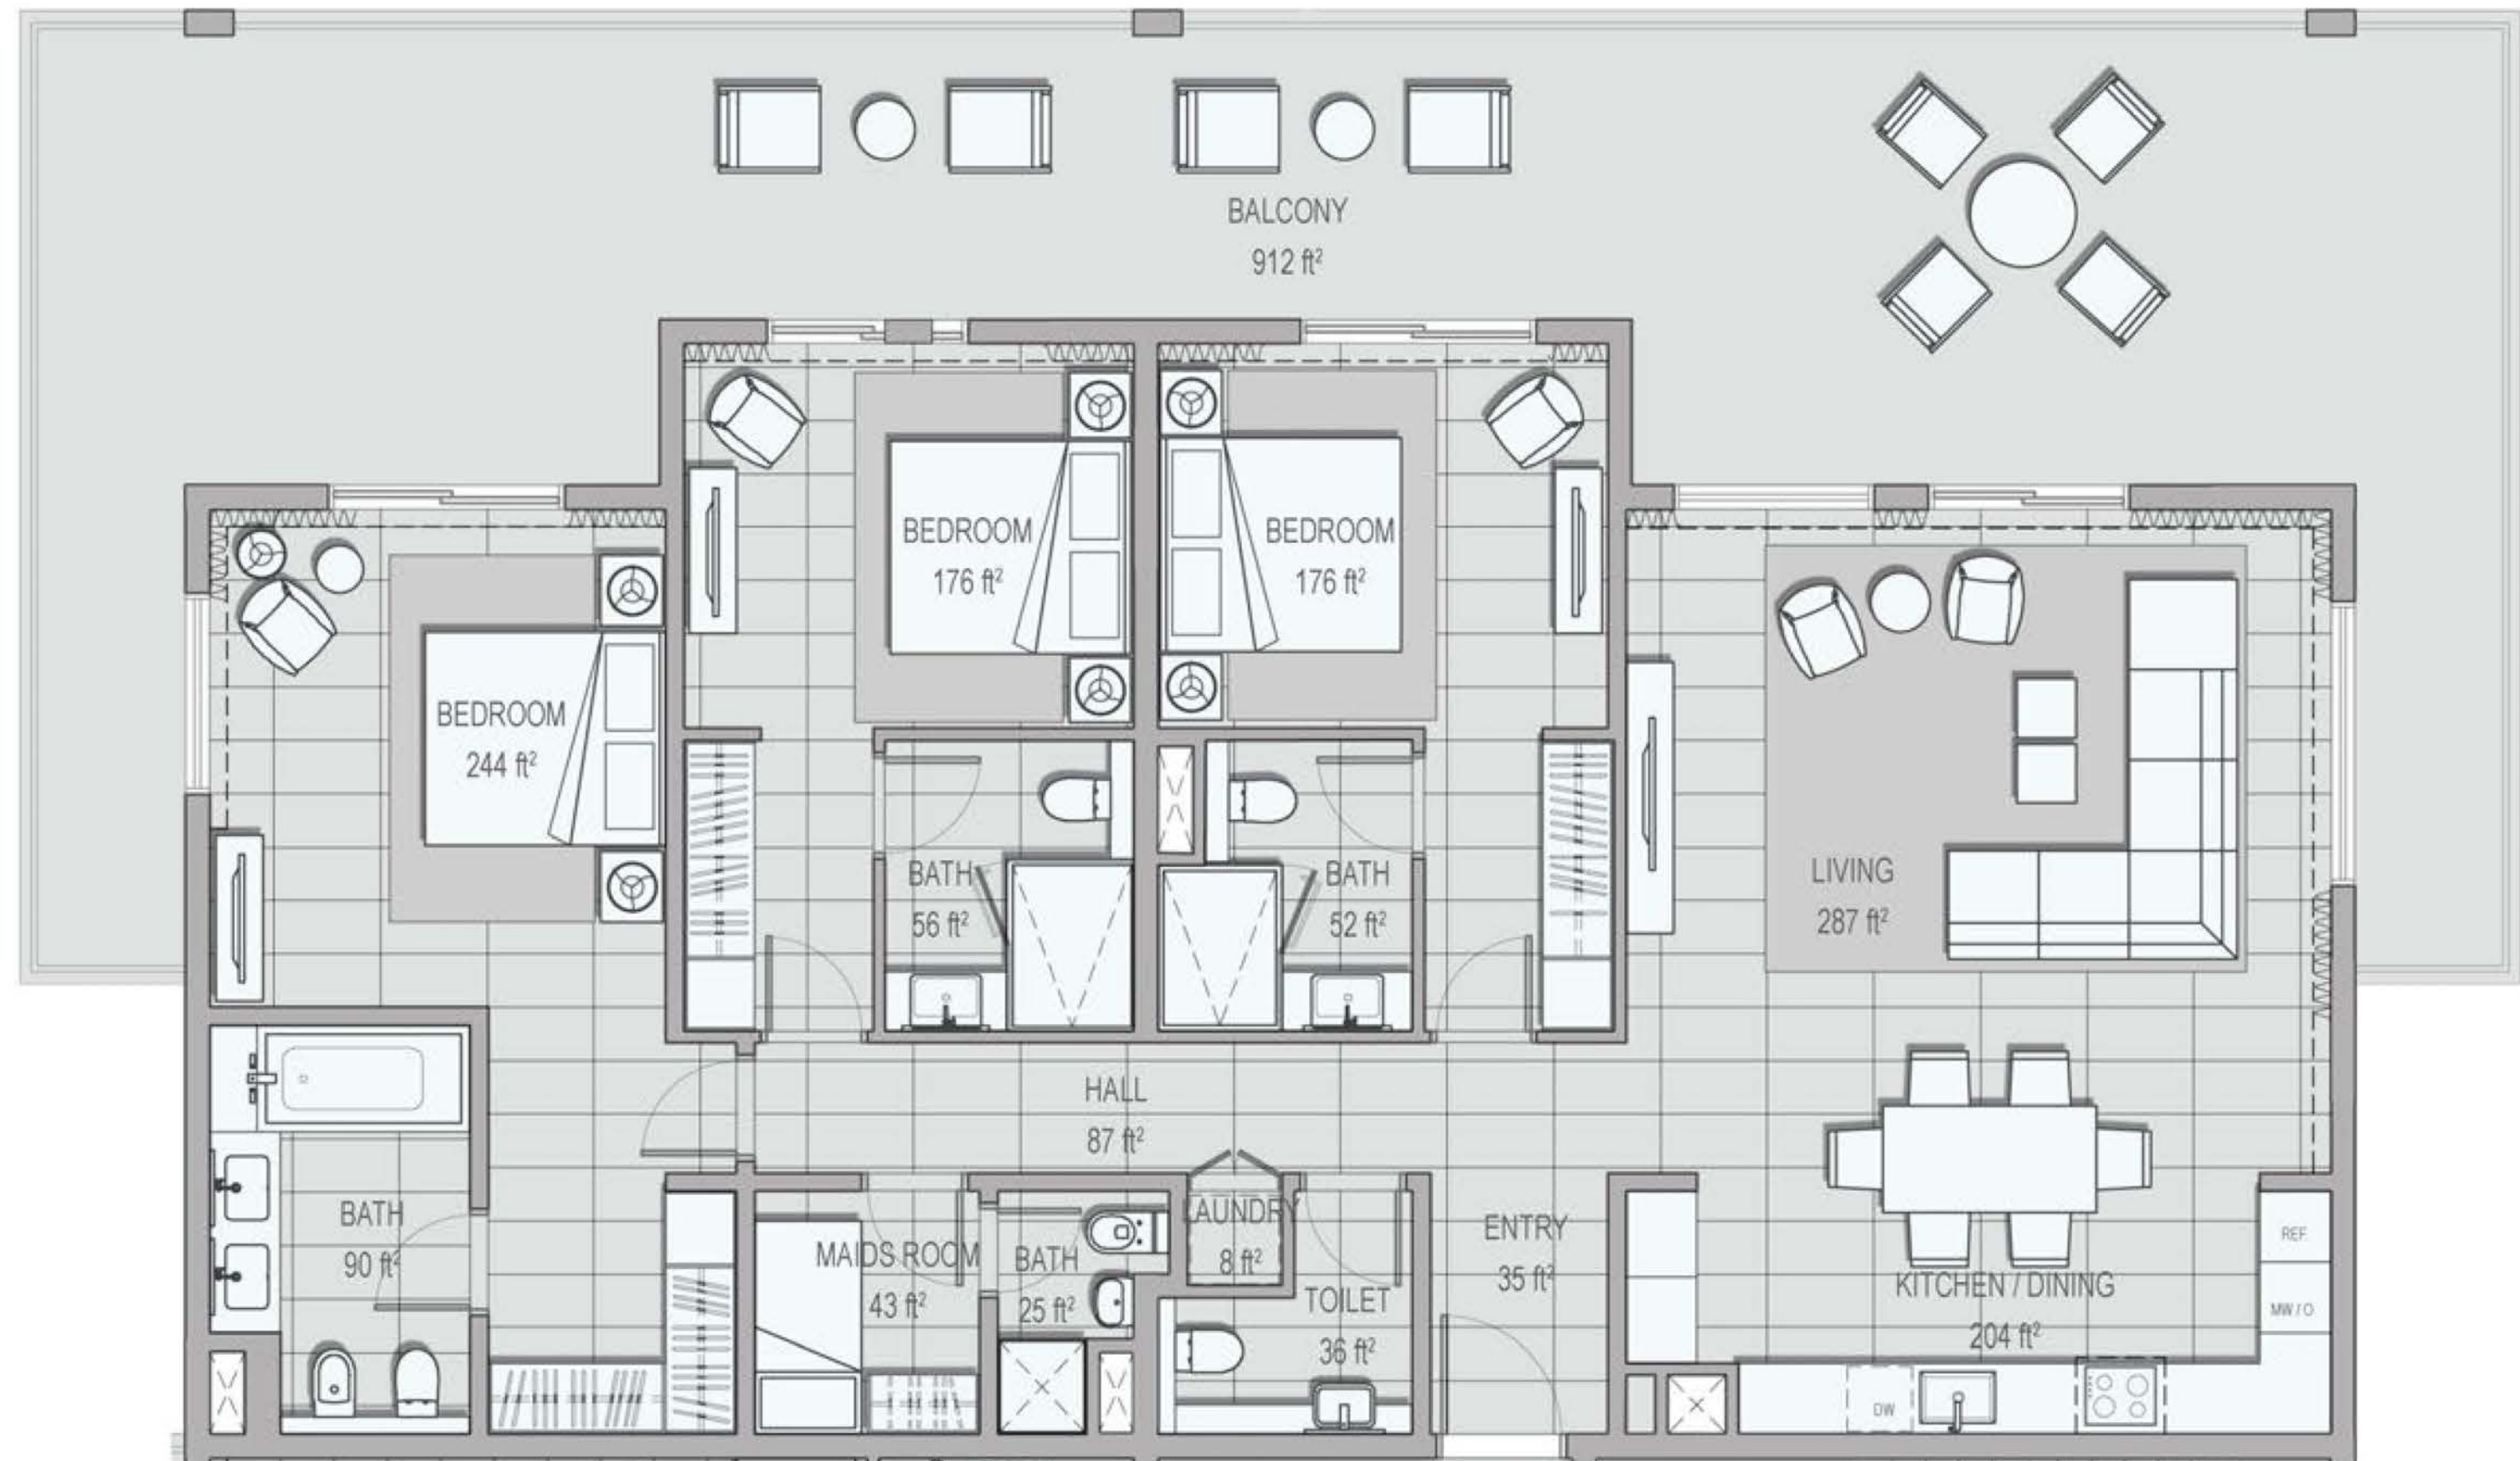 BALCONY
912 ft²
BEDROOM
176 ft²
BEDROOM
176 ft²
BEDROOM
244 ft²
BATH
56 ft²
BATH
52 ft²
LIVING
287 ft²
HALL
87 ft²
BATH
90 ft²
MAIDS ROOM
43 ft²
BATH
25 ft²
LAUNDRY
8 ft²
TOILET
36 ft²
ENTRY
35 ft²
KITCHEN / DINING
204 ft²
REF.
MW / O
DW